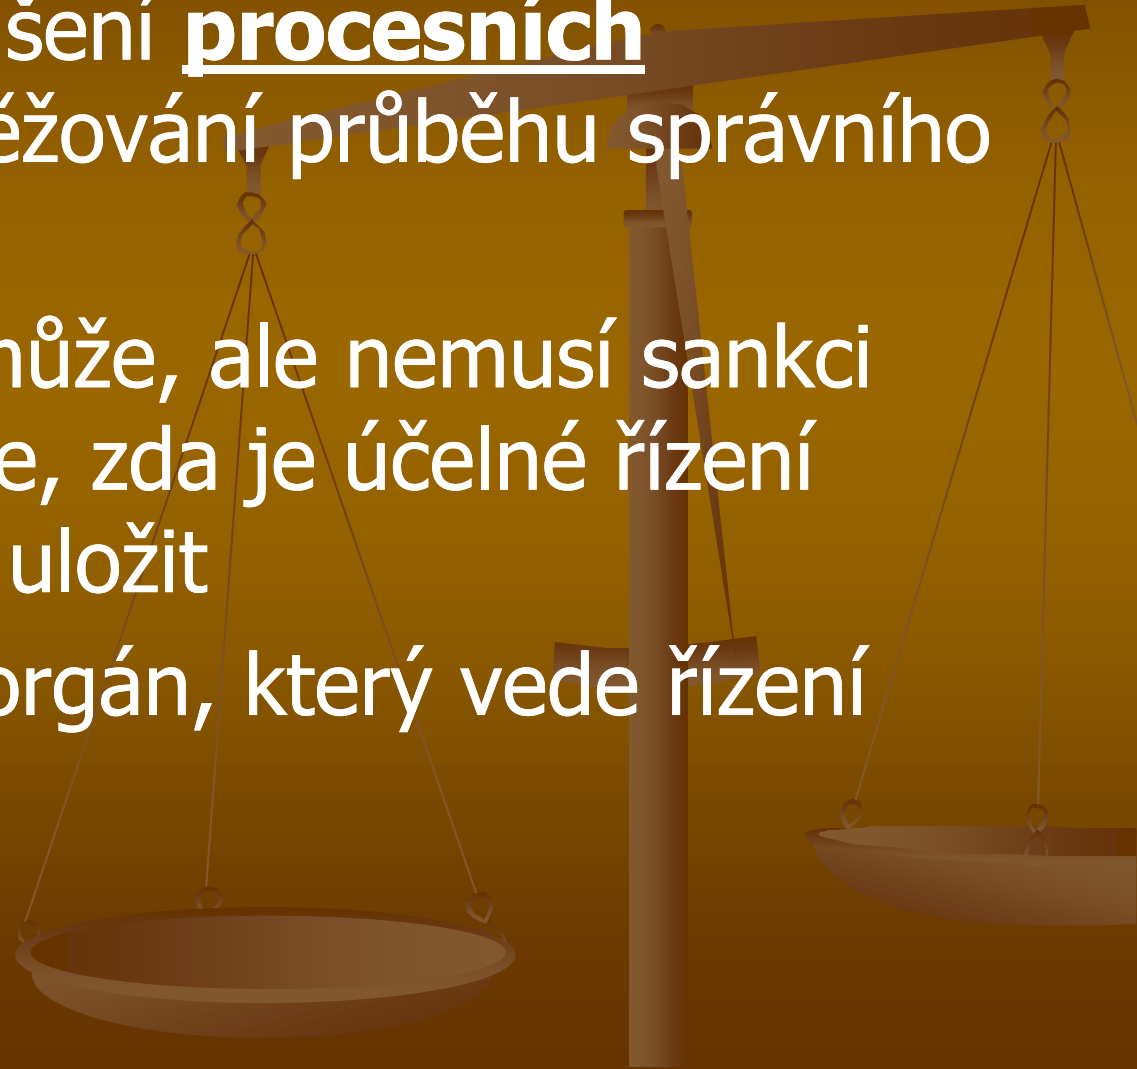 šení procesních
ěžování průběhu správního
může, ale nemusí sankci
e, zda je účelné řízení
uložit
orgán, který vede řízení